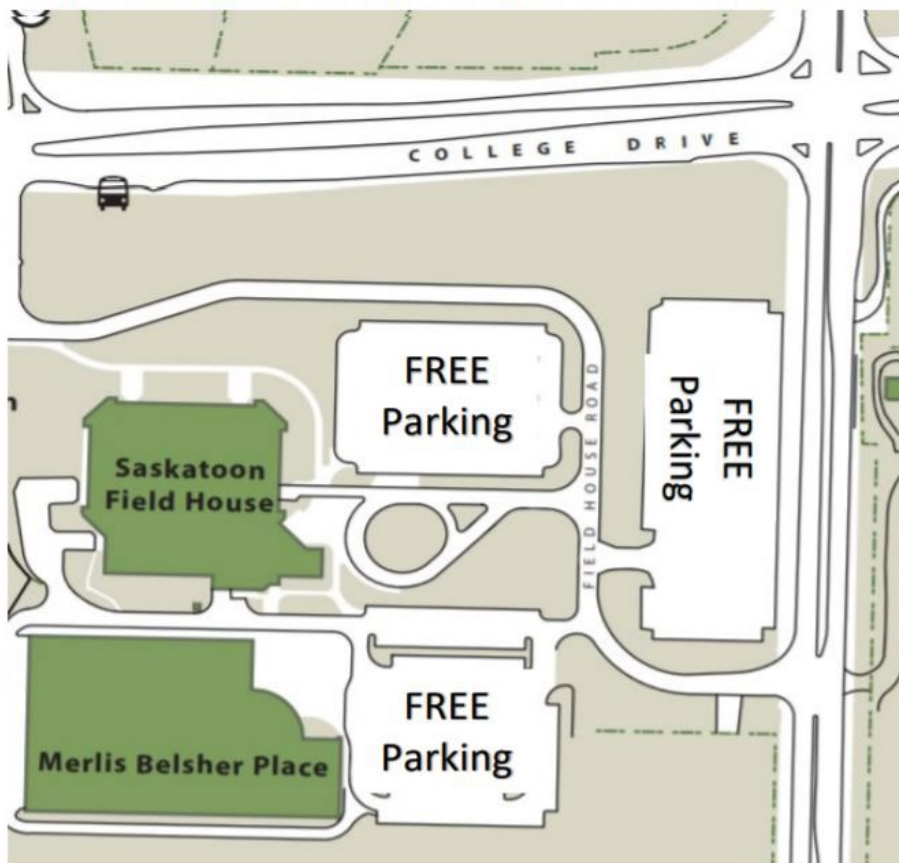 COLLEGE DRIVE
FREE
Parking
FIELD HOUSE ROAD
FREE
Parking
Saskatoon
Field House
FREE
Parking
Merlis Belsher Place